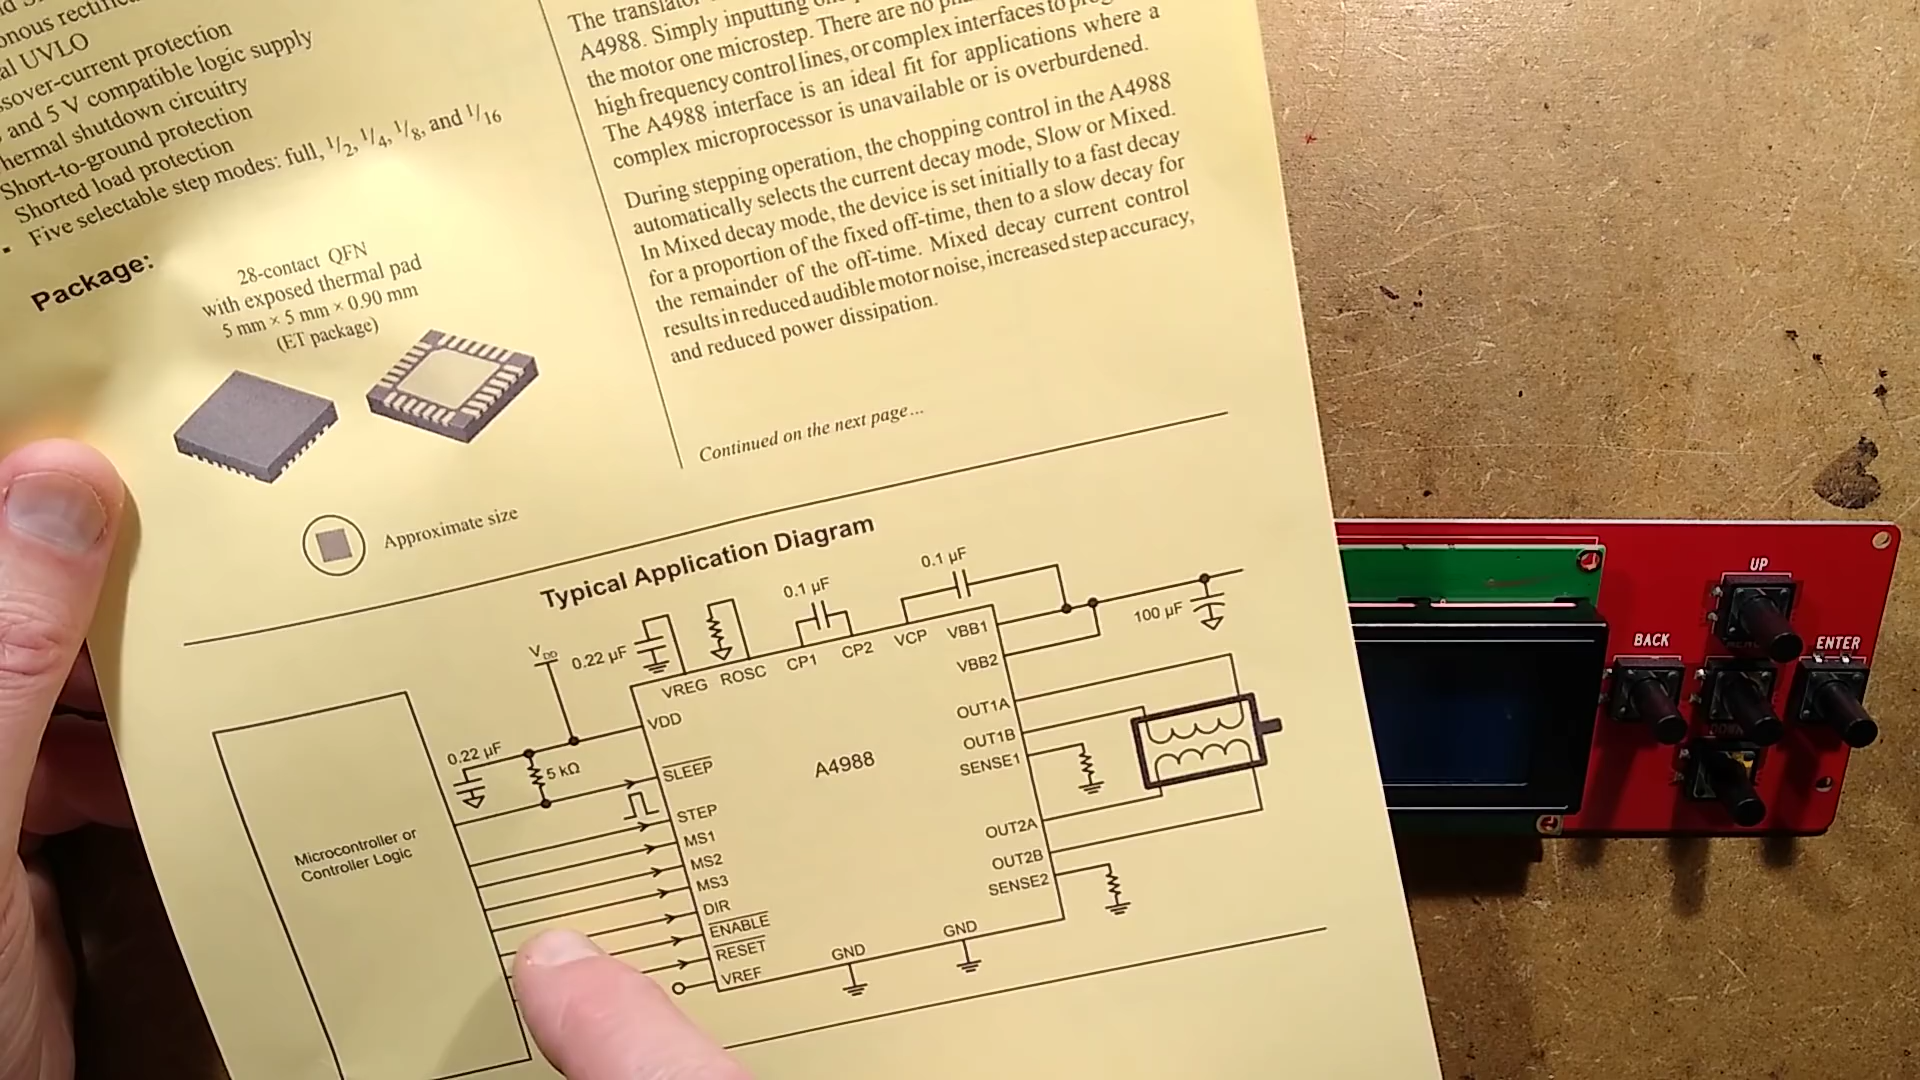 onous rectifi
al UVLO
ssover-current protection
and 5 V compatible logic supply
hermal shutdown circuitry
Short-to-ground protection
Shorted load protection
▪ Five selectable step modes: full, 1/2, 1/4, 1/8, and 1/16
Package:
28-contact QFN
with exposed thermal pad
5 mm × 5 mm × 0.90 mm
(ET package)
Approximate size
The translator
A4988. Simply inputting
the motor one microstep. There are no
high frequency control lines, or complex interfaces to
The A4988 interface is an ideal fit for applications where a
complex microprocessor is unavailable or is overburdened.
During stepping operation, the chopping control in the A4988
automatically selects the current decay mode, Slow or Mixed.
In Mixed decay mode, the device is set initially to a fast decay
for a proportion of the fixed off-time, then to a slow decay for
the remainder of the off-time. Mixed decay current control
results in reduced audible motor noise, increased step accuracy,
and reduced power dissipation.
Continued on the next page...
Typical Application Diagram
VDD
0.22 µF
0.1 µF
0.1 µF
100 µF
VREG
ROSC
CP1
CP2
VCP
VBB1
VBB2
0.22 µF
5 kΩ
VDD
SLEEP
STEP
MS1
MS2
MS3
DIR
ENABLE
RESET
VREF
A4988
OUT1A
OUT1B
SENSE1
OUT2A
OUT2B
SENSE2
GND
GND
Microcontroller or
Controller Logic
UP
BACK
ENTER
DOWN